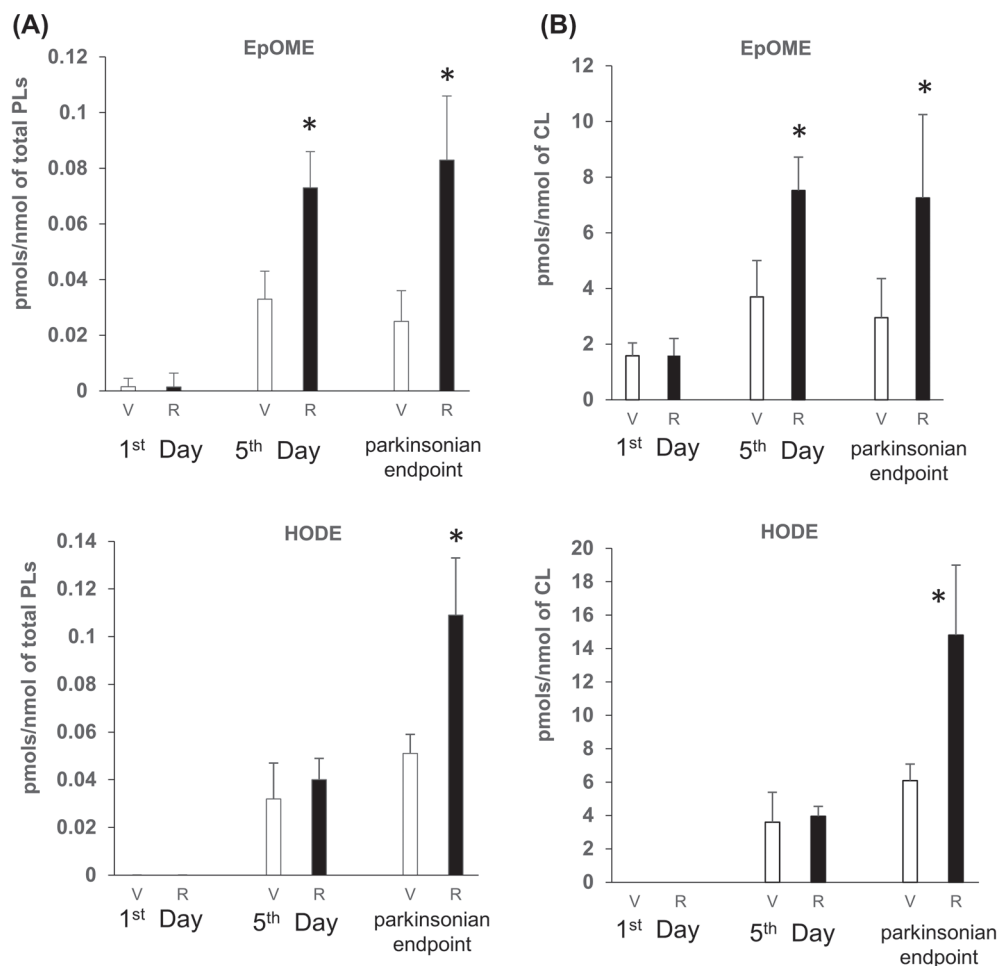 (A)
EpOME
pmols/nmol of total PLs
0.12
0.1
0.08
0.06
0.04
0.02
0
*
*
V R V R V R
1st Day 5th Day parkinsonian
endpoint
(B)
EpOME
pmols/nmol of CL
12
10
8
6
4
2
0
*
*
V R V R V R
1st Day 5th Day parkinsonian
endpoint
HODE
pmols/nmol of total PLs
0.14
0.12
0.1
0.08
0.06
0.04
0.02
0
*
V R V R V R
1st Day 5th Day parkinsonian
endpoint
HODE
pmols/nmol of CL
20
18
16
14
12
10
8
6
4
2
0
*
V R V R V R
1st Day 5th Day parkinsonian
endpoint